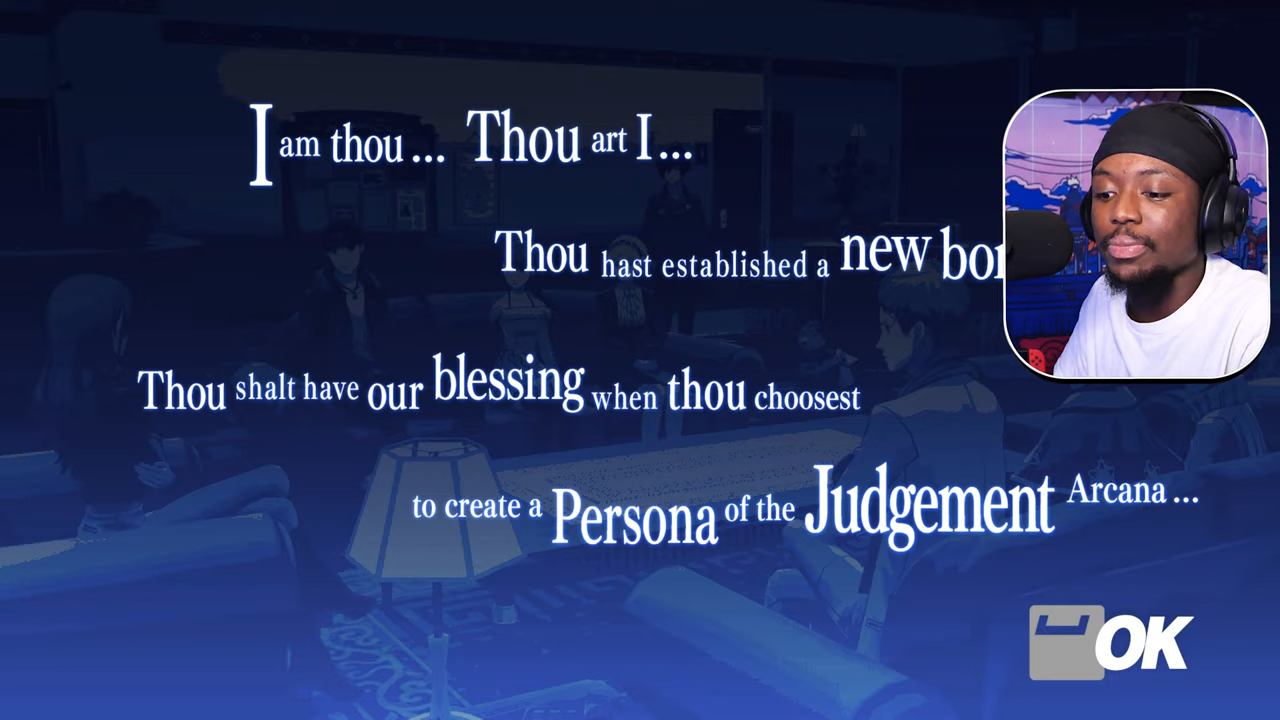 I am thou... Thou art I...
Thou hast established a new
Thou shalt have our blessing when thou choosest
to create a Persona of the Judgement Arcana...
OK